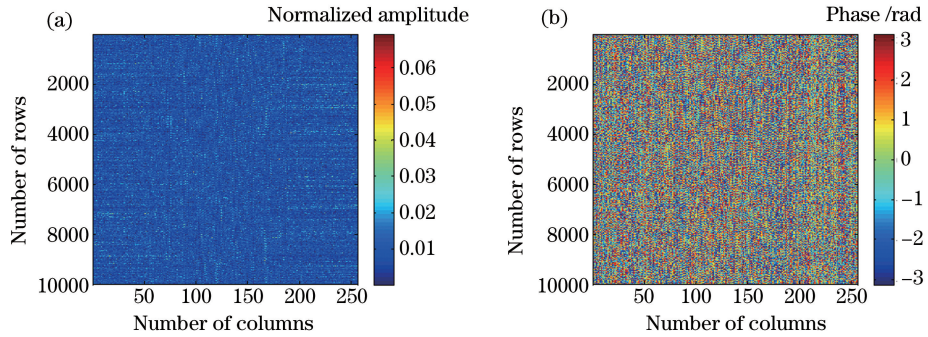 (a)
Normalized amplitude
0.06
0.05
0.04
0.03
0.02
0.01
2000
4000
6000
8000
10000
Number of rows
50 100 150 200 250
Number of columns
(b)
Phase /rad
3
2
1
0
−1
−2
−3
2000
4000
6000
8000
10000
Number of rows
50 100 150 200 250
Number of columns